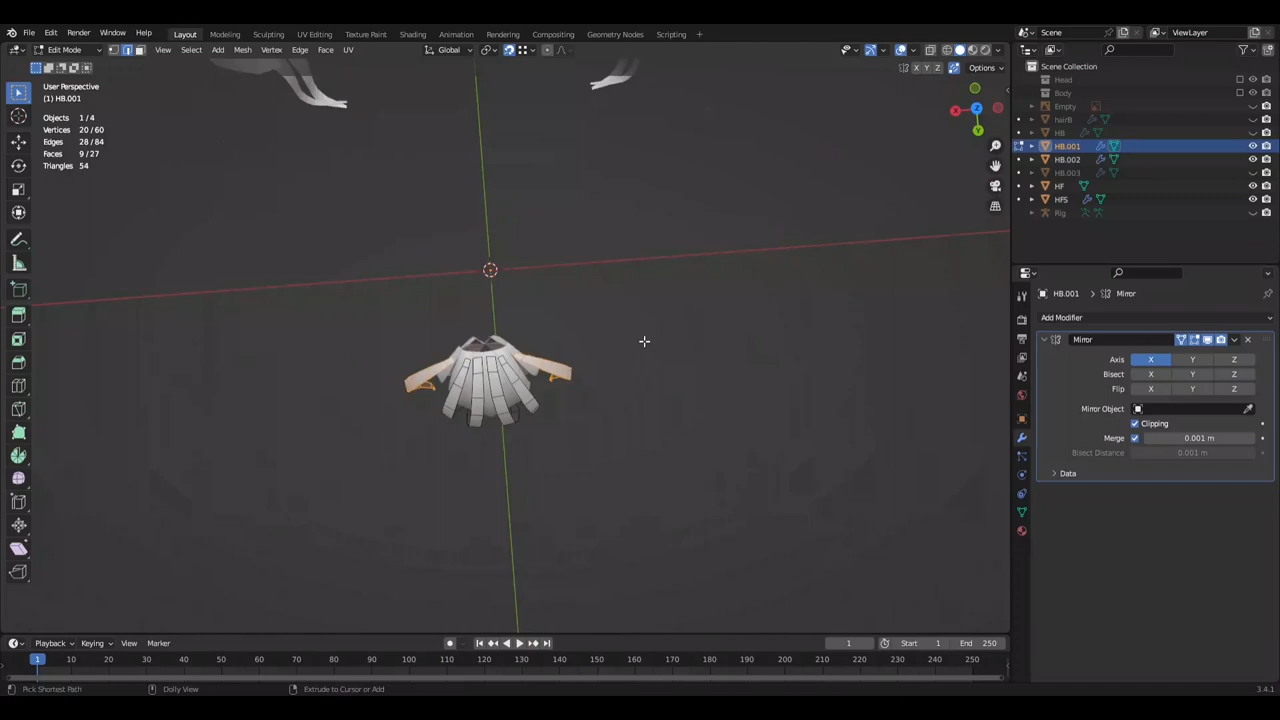 File Edit Render Window Help Layout Modeling Sculpting UV Editing Texture Paint Shading Animation Rendering Compositing Geometry Nodes Scripting + Scene ViewLayer
Edit Mode View Select Add Mesh Vertex Edge Face UV Global
X Y Z Options
User Perspective
(1) HB.001
Objects 1/4
Vertices 20/60
Edges 28/84
Faces 9/27
Triangles 54
X
Z
Y
Scene Collection
Head
Body
Empty
hairB
HB
HB.001
HB.002
HB.003
HF
HFS
Rig
HB.001 > Mirror
Add Modifier
Mirror
Axis X Y Z
Bisect X Y Z
Flip X Y Z
Mirror Object
Clipping
Merge 0.001 m
Bisect Distance 0.001 m
Data
Playback Keying View Marker 1 Start 1 End 250
1 10 20 30 40 50 60 70 80 90 100 110 120 130 140 150 160 170 180 190 200 210 220 230 240 250
Pick Shortest Path Dolly View Extrude to Cursor or Add 3.4.1